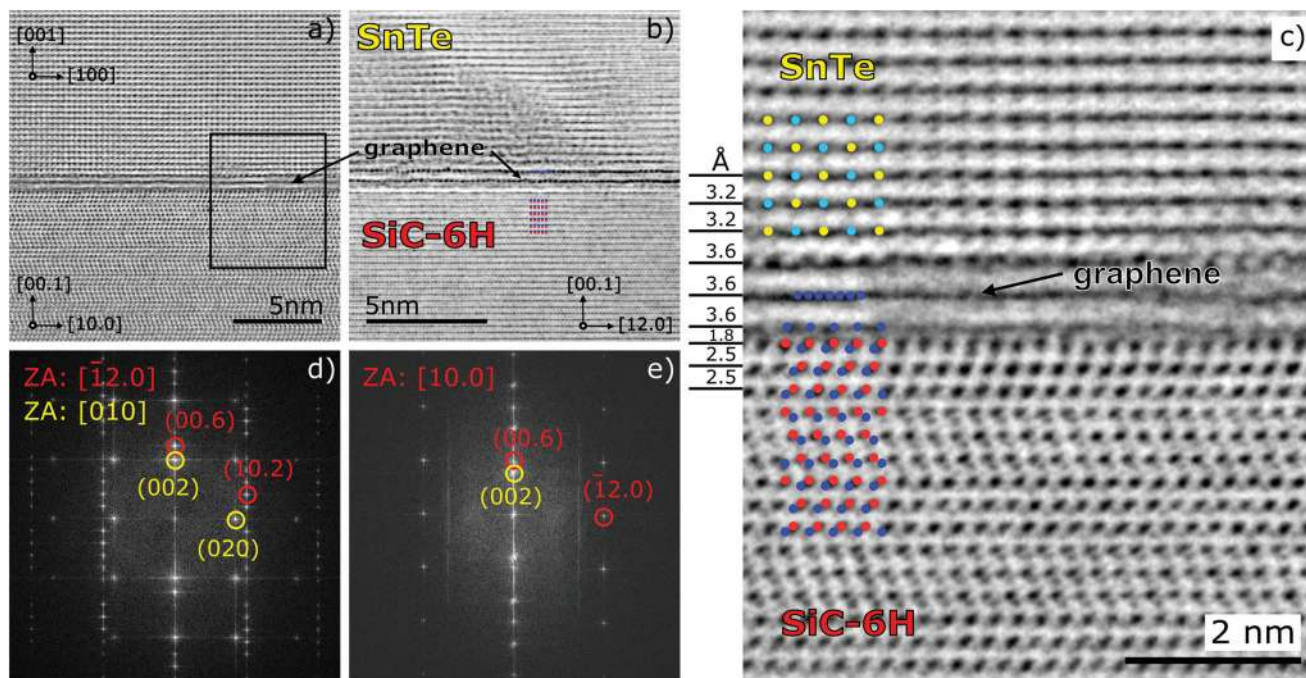 a)
[001]
[100]
graphene
[00.1]
[10.0]
5nm
b)
SnTe
SiC-6H
5nm
[00.1]
[12.0]
c)
SnTe
Å
3.2
3.2
3.6
3.6
3.6
1.8
2.5
2.5
graphene
SiC-6H
2 nm
d)
ZA: [1̅2.0]
ZA: [010]
(00.6)
(002)
(10.2)
(020)
e)
ZA: [10.0]
(00.6)
(002)
(1̅2.0)